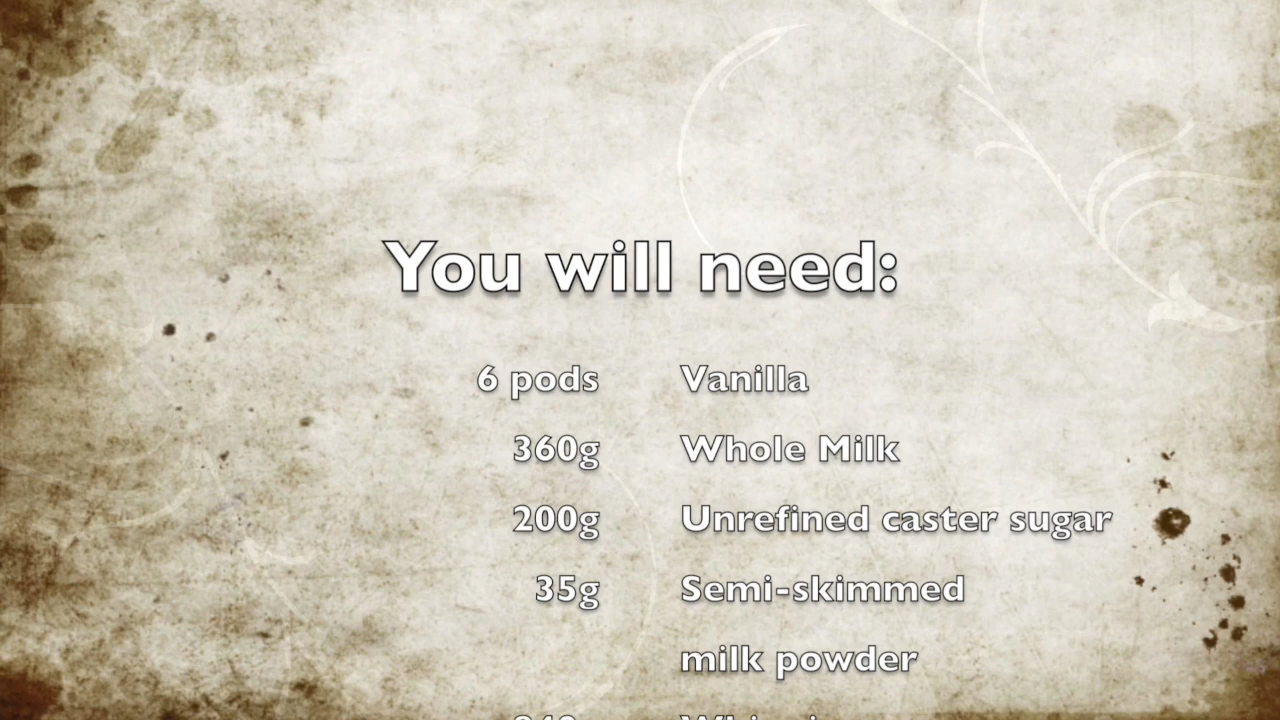 You will need:
6 pods Vanilla
360g Whole Milk
200g Unrefined caster sugar
35g Semi-skimmed
milk powder